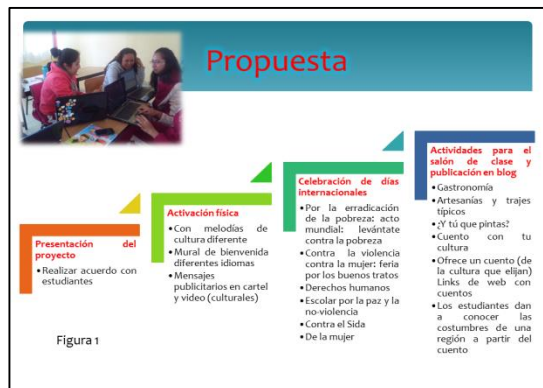 Propuesta
Presentación del
proyecto
• Realizar acuerdo con
estudiantes
Activación física
• Con melodías de
cultura diferente
• Mural de bienvenida
diferentes idiomas
• Mensajes
publicitarios en cartel
y video (culturales)
Celebración de días
internacionales
• Por la erradicación
de la pobreza: acto
mundial: levántate
contra la pobreza
• Contra la violencia
contra la mujer: feria
por los buenos tratos
• Derechos humanos
• Escolar por la paz y la
no-violencia
• Contra el Sida
• De la mujer
Actividades para el
salón de clase y
publicación en blog
• Gastronomía
• Artesanías y trajes
típicos
• ¿Y tú que pintas?
• Cuento con tu
cultura
• Ofrece un cuento (de
la cultura que elijan)
Links de web con
cuentos
• Los estudiantes dan
a conocer las
costumbres de una
región a partir del
cuento
Figura 1